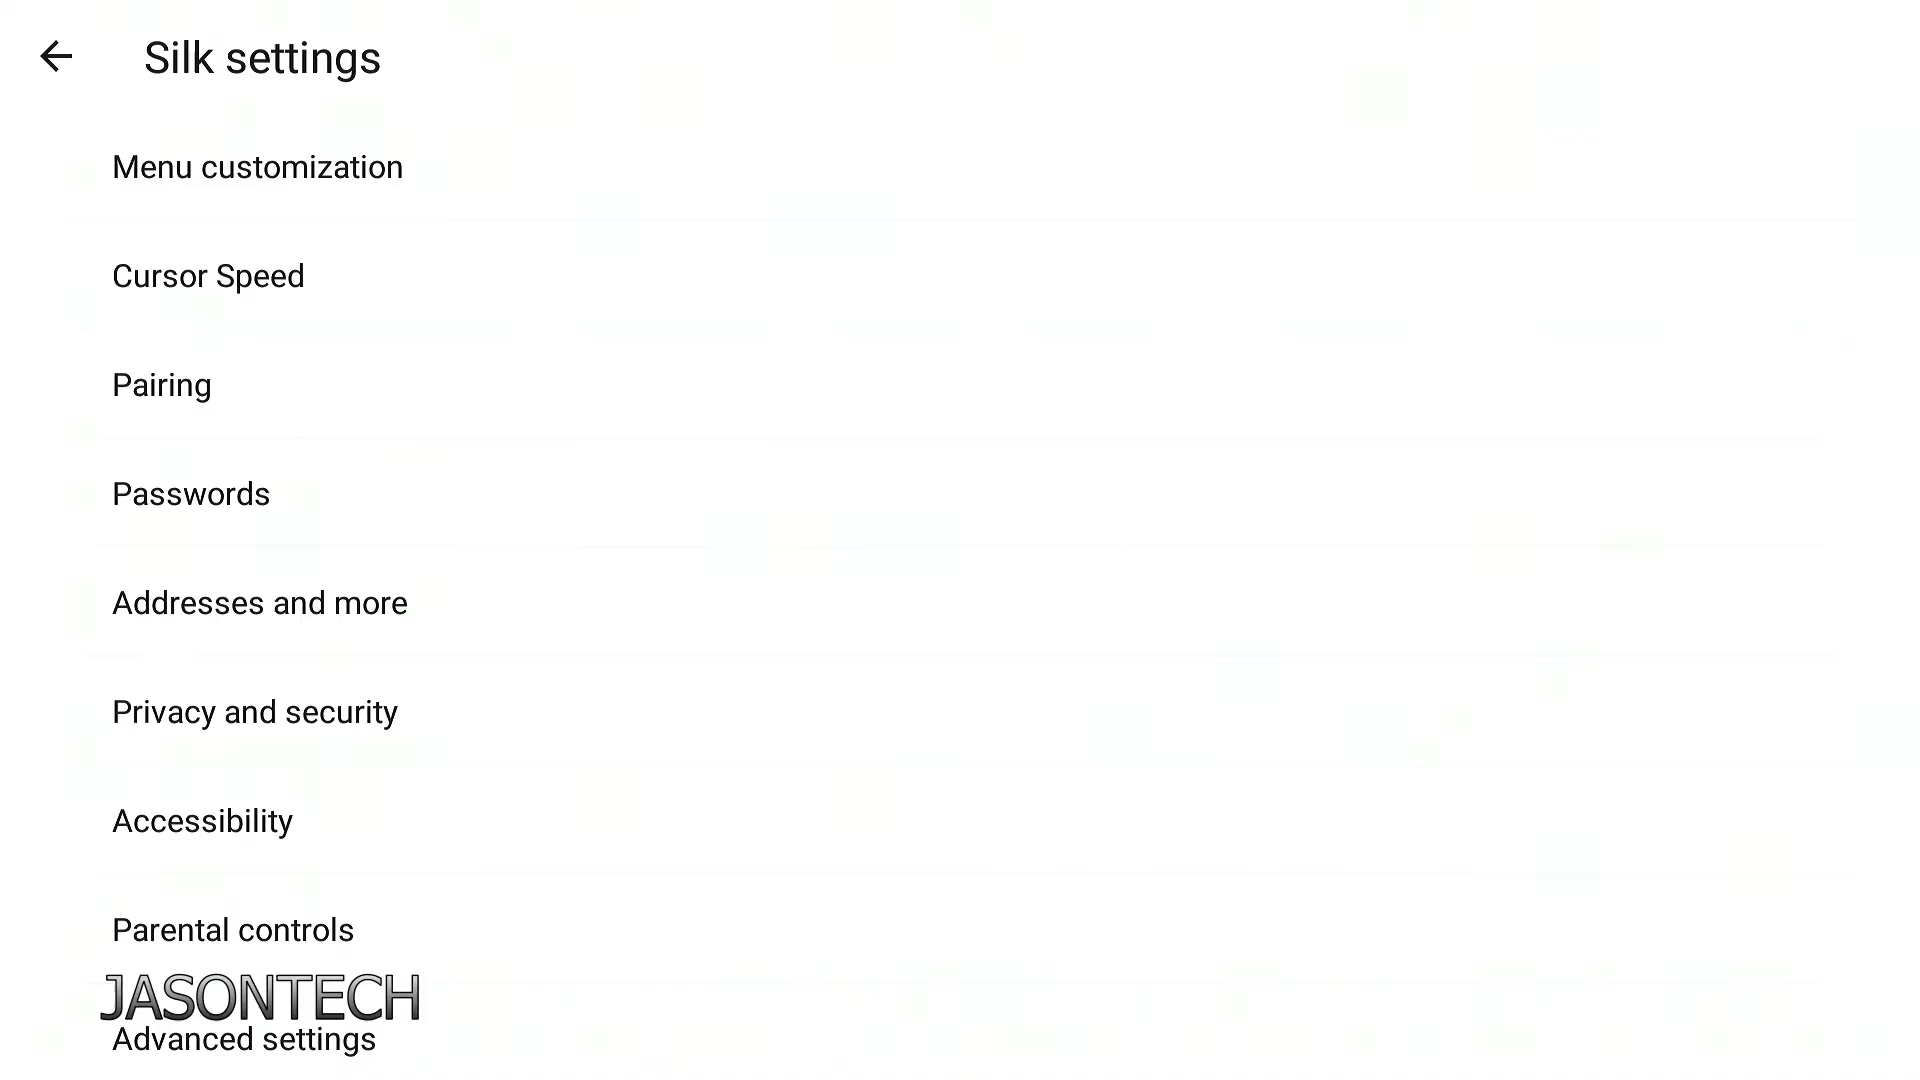 Silk settings
Menu customization
Cursor Speed
Pairing
Passwords
Addresses and more
Privacy and security
Accessibility
Parental controls
JASONTECH
Advanced settings